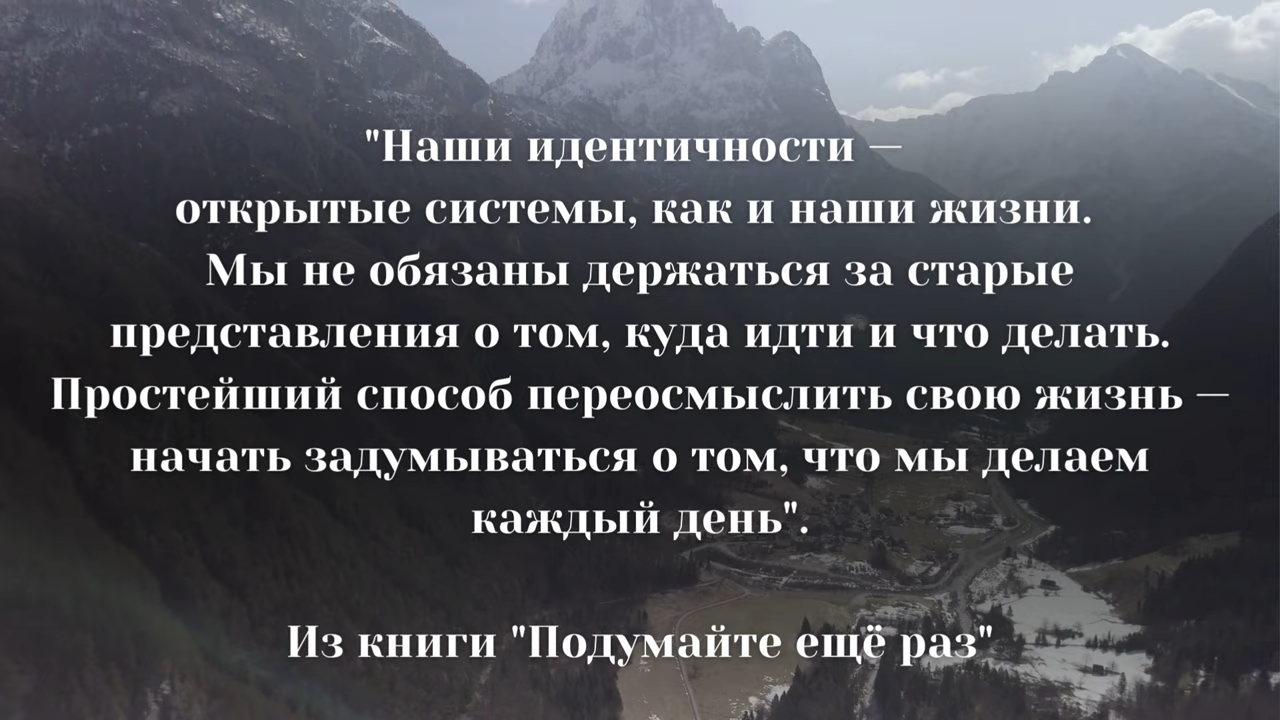 "Наши идентичности —
открытые системы, как и наши жизни.
Мы не обязаны держаться за старые
представления о том, куда идти и что делать.
Простейший способ переосмыслить свою жизнь —
начать задумываться о том, что мы делаем
каждый день".
Из книги "Подумайте ещё раз"